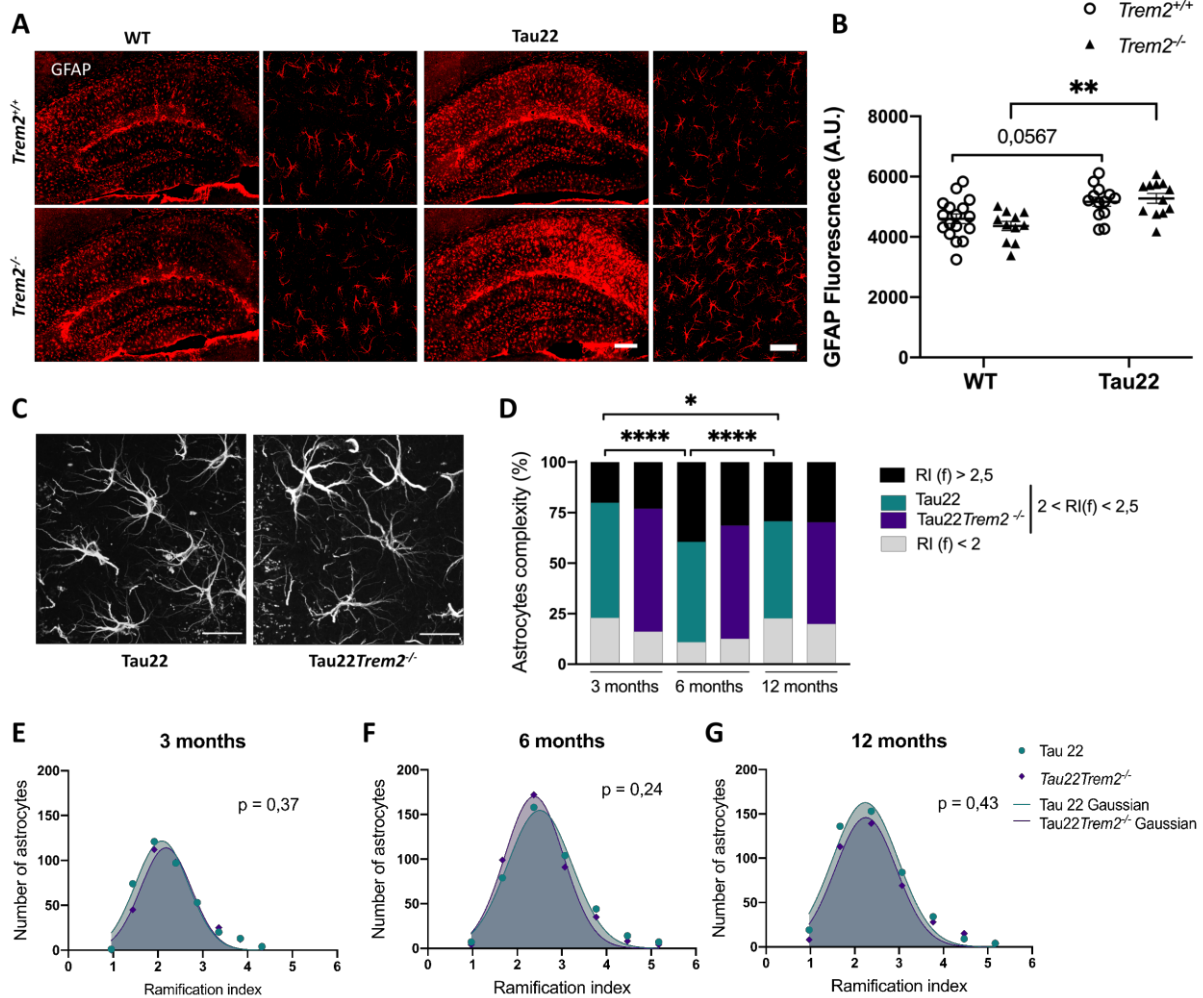 A
WT
Tau22
GFAP
Trem2+/+
Trem2-/-
B
Trem2+/+
Trem2-/-
**
0,0567
GFAP Fluorescnece (A.U.)
8000
6000
4000
2000
0
WT
Tau22
C
Tau22
Tau22Trem2-/-
D
*
**** ****
Astrocytes complexity (%)
100
75
50
25
0
3 months 6 months 12 months
RI (f) > 2,5
Tau22
Tau22Trem2 -/-
2 < RI(f) < 2,5
RI (f) < 2
E
3 months
Number of astrocytes
200
150
100
50
0
p = 0,37
0 1 2 3 4 5 6
Ramification index
F
6 months
Number of astrocytes
200
150
100
50
0
p = 0,24
0 1 2 3 4 5 6
Ramification index
G
12 months
Number of astrocytes
200
150
100
50
0
p = 0,43
0 1 2 3 4 5 6
Ramification index
Tau 22
Tau22Trem2-/-
Tau 22 Gaussian
Tau22Trem2-/- Gaussian